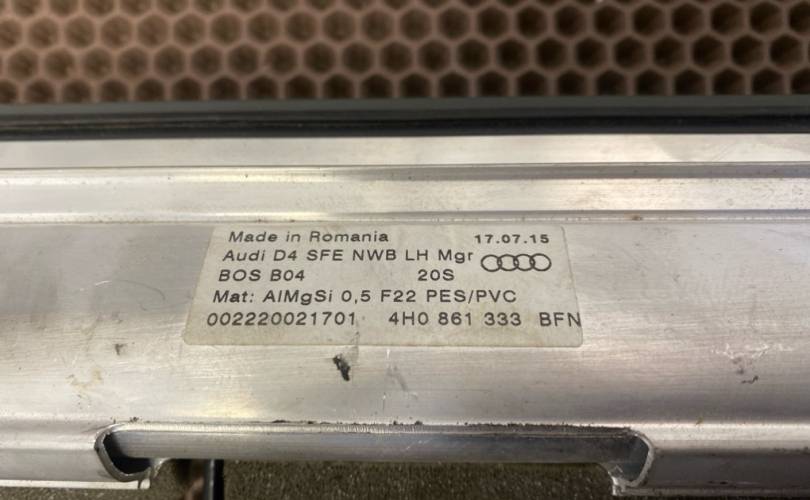 Made in Romania 17.07.15
Audi D4 SFE NWB LH Mgr
BOS B04 20S
Mat: AlMgSi 0,5 F22 PES/PVC
002220021701 4H0 861 333 BFN